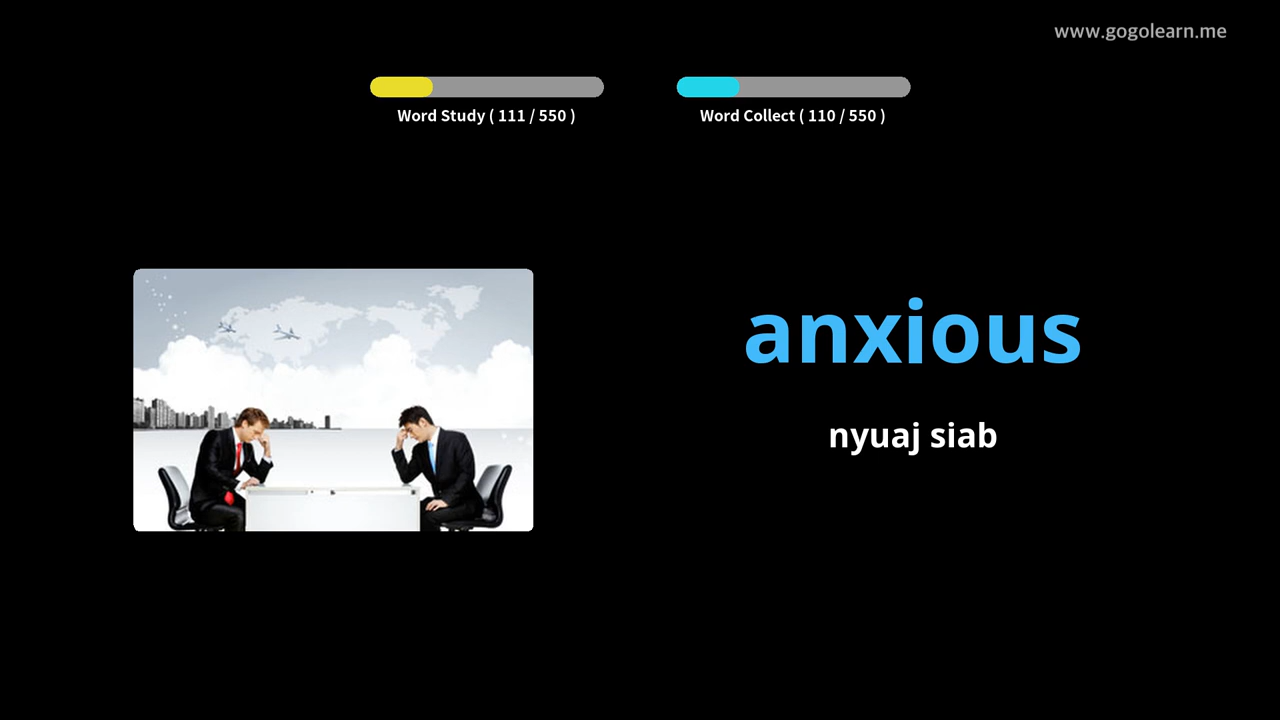 www.gogolearn.me
Word Study ( 111 / 550 )
Word Collect ( 110 / 550 )
anxious
nyuaj siab